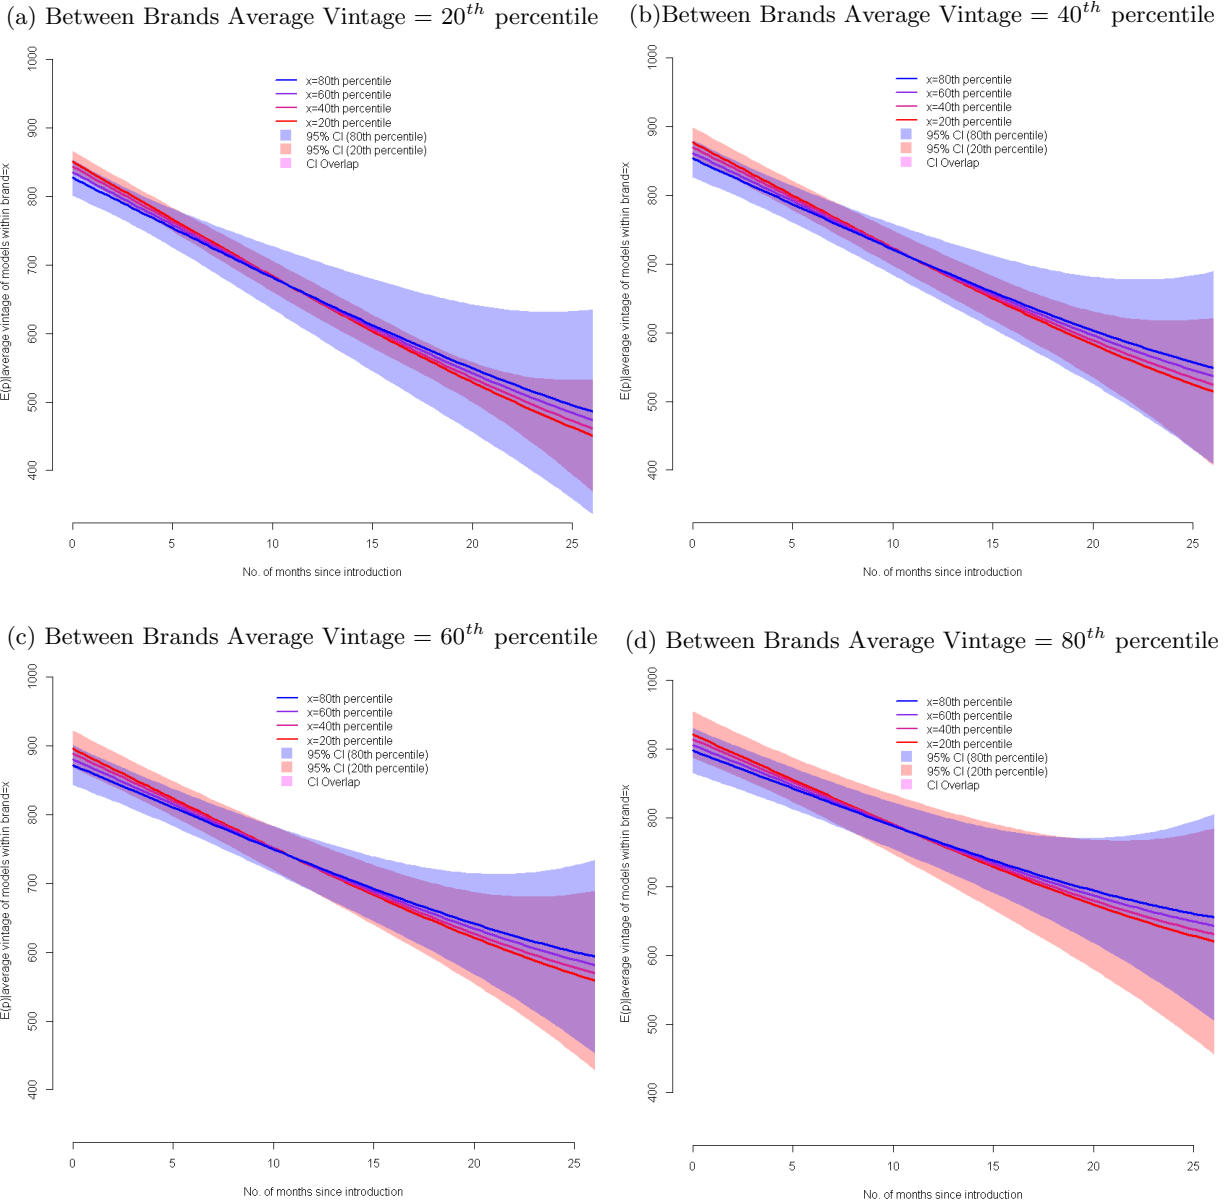 (a) Between Brands Average Vintage = 20th percentile
1000
900
800
700
600
500
400
E(p)|average vintage of models within brand=x
x=80th percentile
x=60th percentile
x=40th percentile
x=20th percentile
95% CI (80th percentile)
95% CI (20th percentile)
CI Overlap
0 5 10 15 20 25
No. of months since introduction
(b)Between Brands Average Vintage = 40th percentile
1000
900
800
700
600
500
400
E(p)|average vintage of models within brand=x
x=80th percentile
x=60th percentile
x=40th percentile
x=20th percentile
95% CI (80th percentile)
95% CI (20th percentile)
CI Overlap
0 5 10 15 20 25
No. of months since introduction
(c) Between Brands Average Vintage = 60th percentile
1000
900
800
700
600
500
400
E(p)|average vintage of models within brand=x
x=80th percentile
x=60th percentile
x=40th percentile
x=20th percentile
95% CI (80th percentile)
95% CI (20th percentile)
CI Overlap
0 5 10 15 20 25
No. of months since introduction
(d) Between Brands Average Vintage = 80th percentile
1000
900
800
700
600
500
400
E(p)|average vintage of models within brand=x
x=80th percentile
x=60th percentile
x=40th percentile
x=20th percentile
95% CI (80th percentile)
95% CI (20th percentile)
CI Overlap
0 5 10 15 20 25
No. of months since introduction